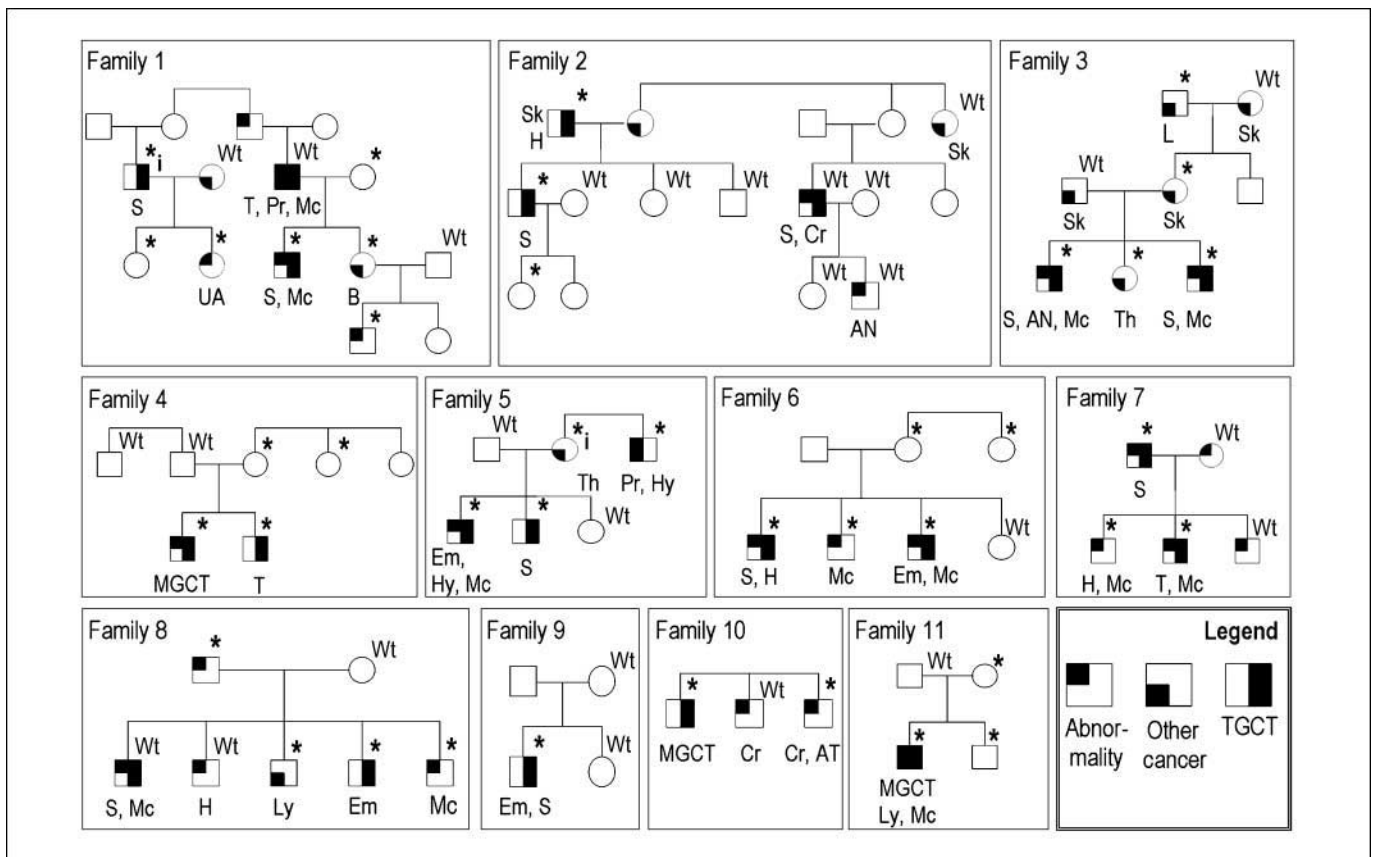 Family 1
Wt
* i
Wt
*
S
T, Pr, Mc
*
*
*
*
Wt
UA
S, Mc
B
*
Family 2
*
Sk
H
Wt
Sk
*
Wt
Wt
Wt
Wt
Wt
S
S, Cr
*
Wt
Wt
AN
Family 3
*
Wt
L
Sk
Wt
*
Sk
Sk
*
*
*
S, AN, Mc
Th
S, Mc
Family 4
Wt
Wt
*
*
*
*
MGCT
T
Family 5
Wt
* i
*
Th
Pr, Hy
*
*
Wt
Em,
Hy, Mc
S
Family 6
*
*
*
*
*
Wt
S, H
Mc
Em, Mc
Family 7
*
Wt
S
*
*
Wt
H, Mc
T, Mc
Family 8
*
Wt
Wt
Wt
*
*
*
S, Mc
H
Ly
Em
Mc
Family 9
Wt
*
Wt
Em, S
Family 10
*
Wt
*
MGCT
Cr
Cr, AT
Family 11
Wt
*
*
*
MGCT
Ly, Mc
Legend
Abnor-
mality
Other
cancer
TGCT